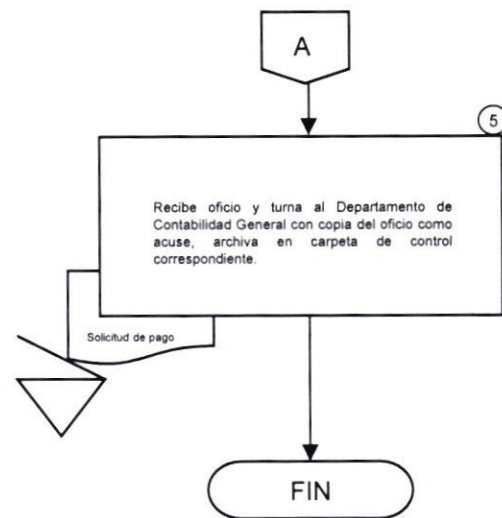 A
5
Recibe oficio y turna al Departamento de
Contabilidad General con copia del oficio como
acuse, archiva en carpeta de control
correspondiente.
Solicitud de pago
FIN